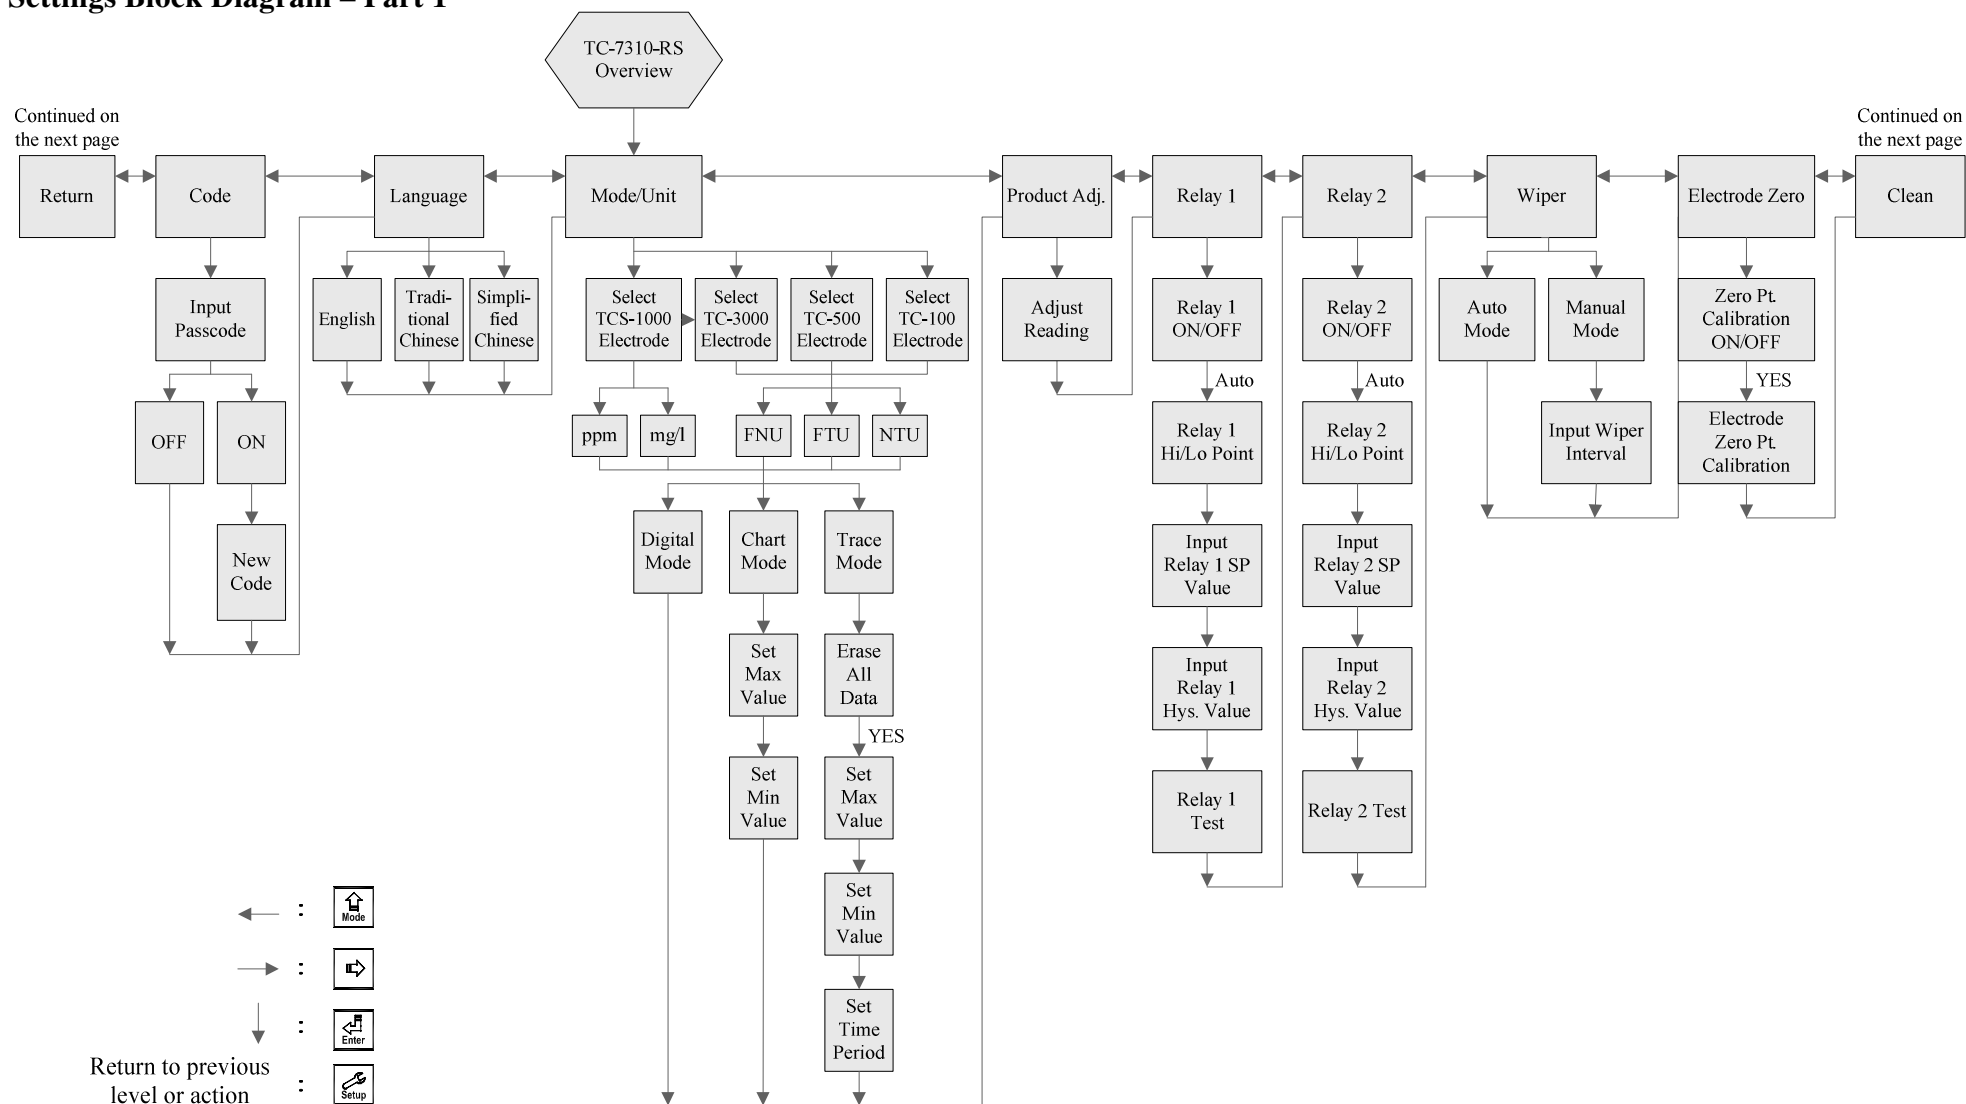 Settings Block Diagram – Part 1
TC-7310-RS
Overview
Continued on
the next page
Continued on
the next page
Return
Code
Language
Mode/Unit
Product Adj.
Relay 1
Relay 2
Wiper
Electrode Zero
Clean
Input
Passcode
English
Tradi-
tional
Chinese
Simpli-
fied
Chinese
Select
TCS-1000
Electrode
Select
TC-3000
Electrode
Select
TC-500
Electrode
Select
TC-100
Electrode
Adjust
Reading
Relay 1
ON/OFF
Relay 2
ON/OFF
Auto
Mode
Manual
Mode
Zero Pt.
Calibration
ON/OFF
Auto
Auto
YES
OFF
ON
ppm
mg/l
FNU
FTU
NTU
Relay 1
Hi/Lo Point
Relay 2
Hi/Lo Point
Input Wiper
Interval
Electrode
Zero Pt.
Calibration
New
Code
Digital
Mode
Chart
Mode
Trace
Mode
Input
Relay 1 SP
Value
Input
Relay 2 SP
Value
Set
Max
Value
Erase
All
Data
Input
Relay 1
Hys. Value
Input
Relay 2
Hys. Value
YES
Set
Min
Value
Set
Max
Value
Relay 1
Test
Relay 2 Test
Set
Min
Value
Set
Time
Period
:
Mode
:
:
Enter
Return to previous
level or action
:
Setup